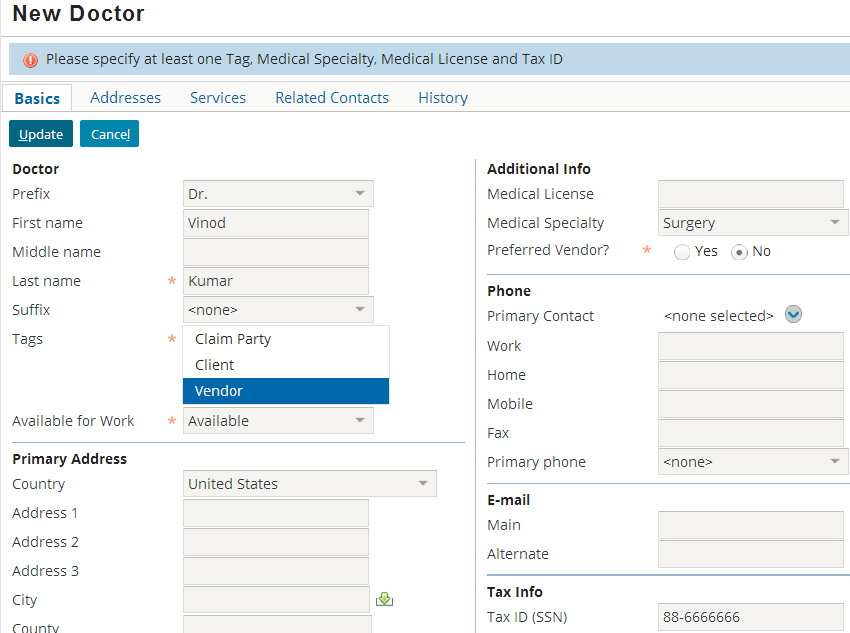 New Doctor
Please specify at least one Tag, Medical Specialty, Medical License and Tax ID
Basics Addresses Services Related Contacts History
Update Cancel
Doctor
Prefix Dr.
First name Vinod
Middle name
Last name * Kumar
Suffix <none>
Tags * Claim Party
Client
Vendor
Available for Work * Available
Primary Address
Country United States
Address 1
Address 2
Address 3
City
County
Additional Info
Medical License
Medical Specialty Surgery
Preferred Vendor? * Yes No
Phone
Primary Contact <none selected>
Work
Home
Mobile
Fax
Primary phone <none>
E-mail
Main
Alternate
Tax Info
Tax ID (SSN) 88-6666666